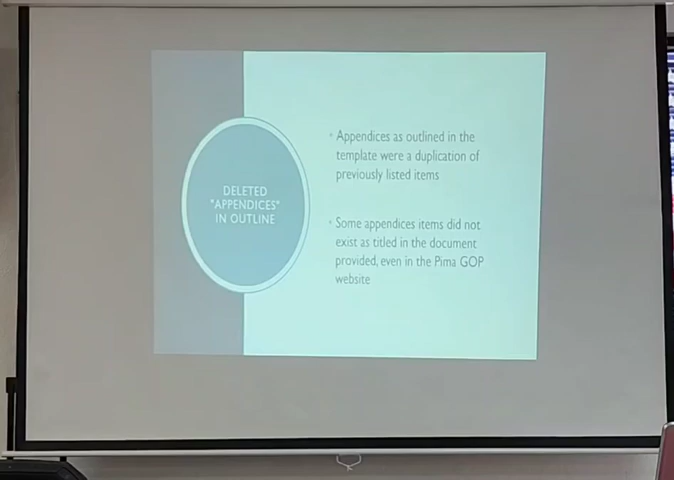 DELETED
"APPENDICES"
IN OUTLINE
Appendices as outlined in the
template were a duplication of
previously listed items
Some appendices items did not
exist as titled in the document
provided, even in the Pima GOP
website